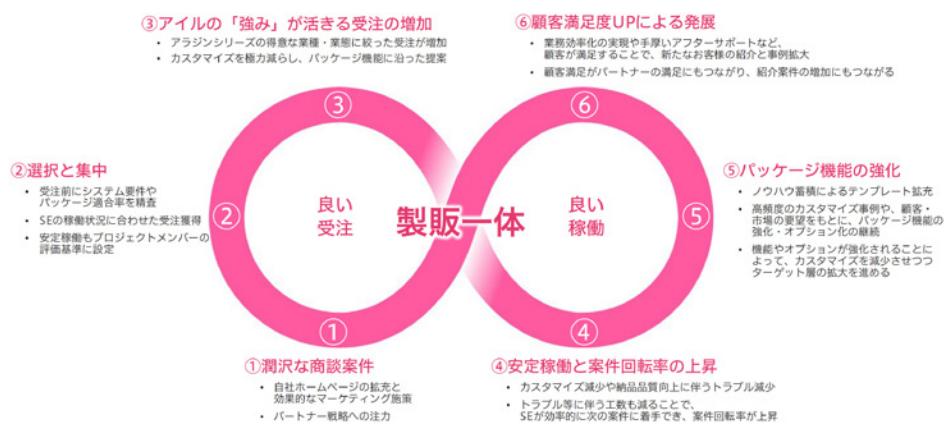 ③アイルの「強み」が活きる受注の増加
• アラジンシリーズの得意な業種・業態に絞った受注が増加
• カスタマイズを極力減らし、パッケージ機能に沿った提案
⑥顧客満足度UPによる発展
• 業務効率化の実現や手厚いアフターサポートなど、
顧客が満足することで、新たなお客様の紹介と事例拡大
• 顧客満足がパートナーの満足にもつながり、紹介案件の増加にもつながる
③
⑥
②選択と集中
• 受注前にシステム要件や
パッケージ適合率を精査
• SEの稼働状況に合わせた受注獲得
• 安定稼働もプロジェクトメンバーの
評価基準に設定
②
良い
受注
製販一体
良い
稼働
⑤
⑤パッケージ機能の強化
• ノウハウ蓄積によるテンプレート拡充
• 高頻度のカスタマイズ事例や、顧客・
市場の要望をもとに、パッケージ機能の
強化・オプション化の継続
• 機能やオプションが強化されることに
よって、カスタマイズを減少させつつ
ターゲット層の拡大を進める
①
④
①潤沢な商談案件
• 自社ホームページの拡充と
効果的なマーケティング施策
• パートナー戦略への注力
④安定稼働と案件回転率の上昇
• カスタマイズ減少や納品品質向上に伴うトラブル減少
• トラブル等に伴う工数も減ることで、
SEが効率的に次の案件に着手でき、案件回転率が上昇